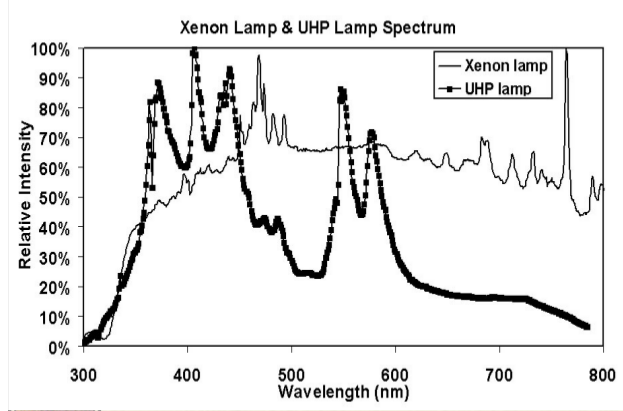 Xenon Lamp & UHP Lamp Spectrum
Xenon lamp
UHP lamp
Relative Intensity
100%
90%
80%
70%
60%
50%
40%
30%
20%
10%
0%
300 400 500 600 700 800
Wavelength (nm)